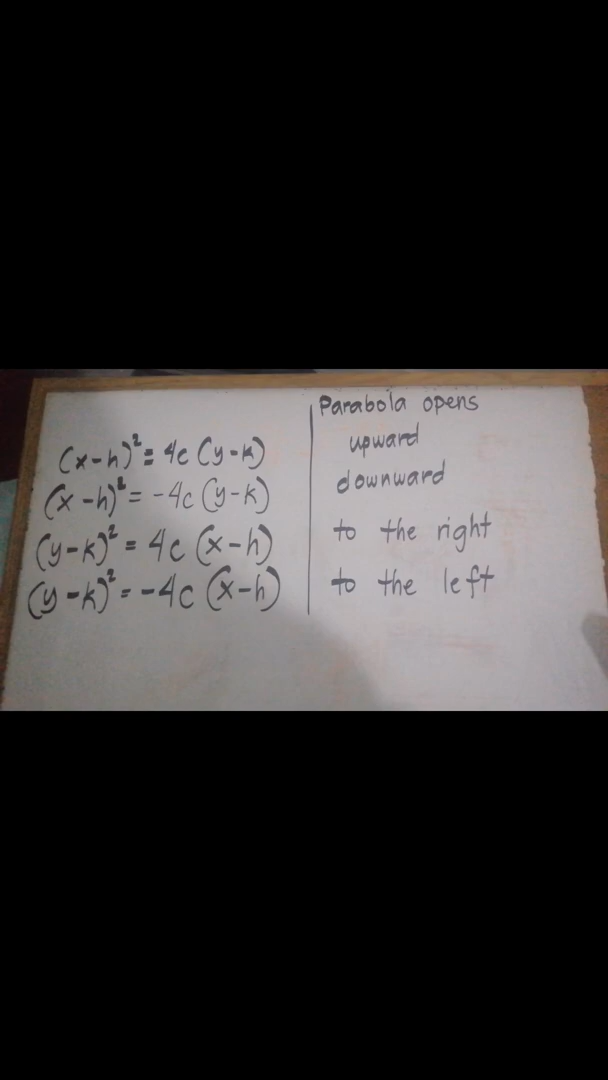 Parabola opens
(x-h)²= 4c (y-k) upward
(x-h)² = -4c (y-k) downward
(y-k)² = 4c (x-h) to the right
(y-k)² = -4c (x-h) to the left